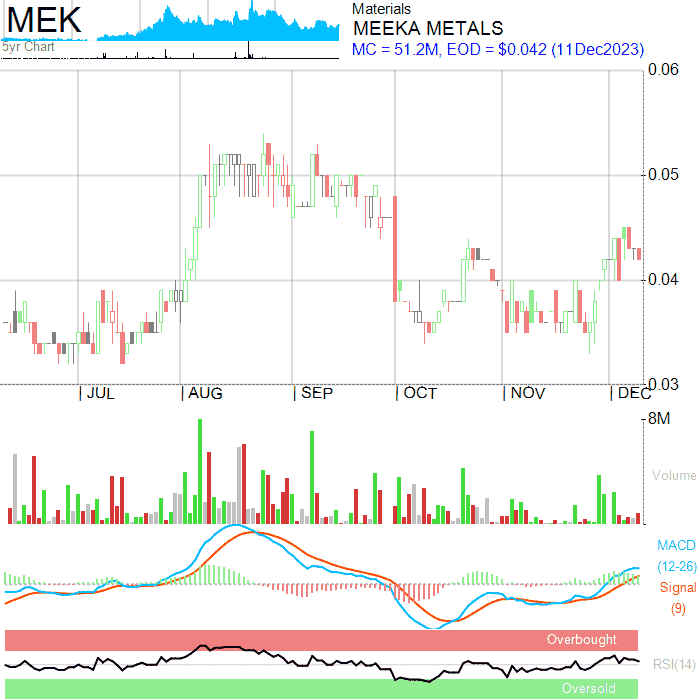 MEK
5yr Chart
Materials
MEEKA METALS
MC = 51.2M, EOD = $0.042 (11Dec2023)
0.06
0.05
0.04
0.03
JUL AUG SEP OCT NOV DEC
8M
Volume
MACD
(12-26)
Signal
(9)
Overbought
RSI(14)
Oversold